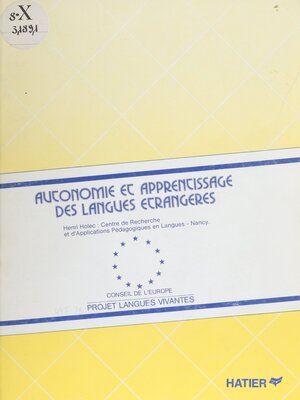 8-X
31891
AUTONOMIE ET APPRENTISSAGE
DES LANGUES ETRANGERES
Henri Holec : Centre de Recherche
et d'Applications Pédagogiques en Langues - Nancy.
CONSEIL DE L'EUROPE
PROJET LANGUES VIVANTES
HATIER